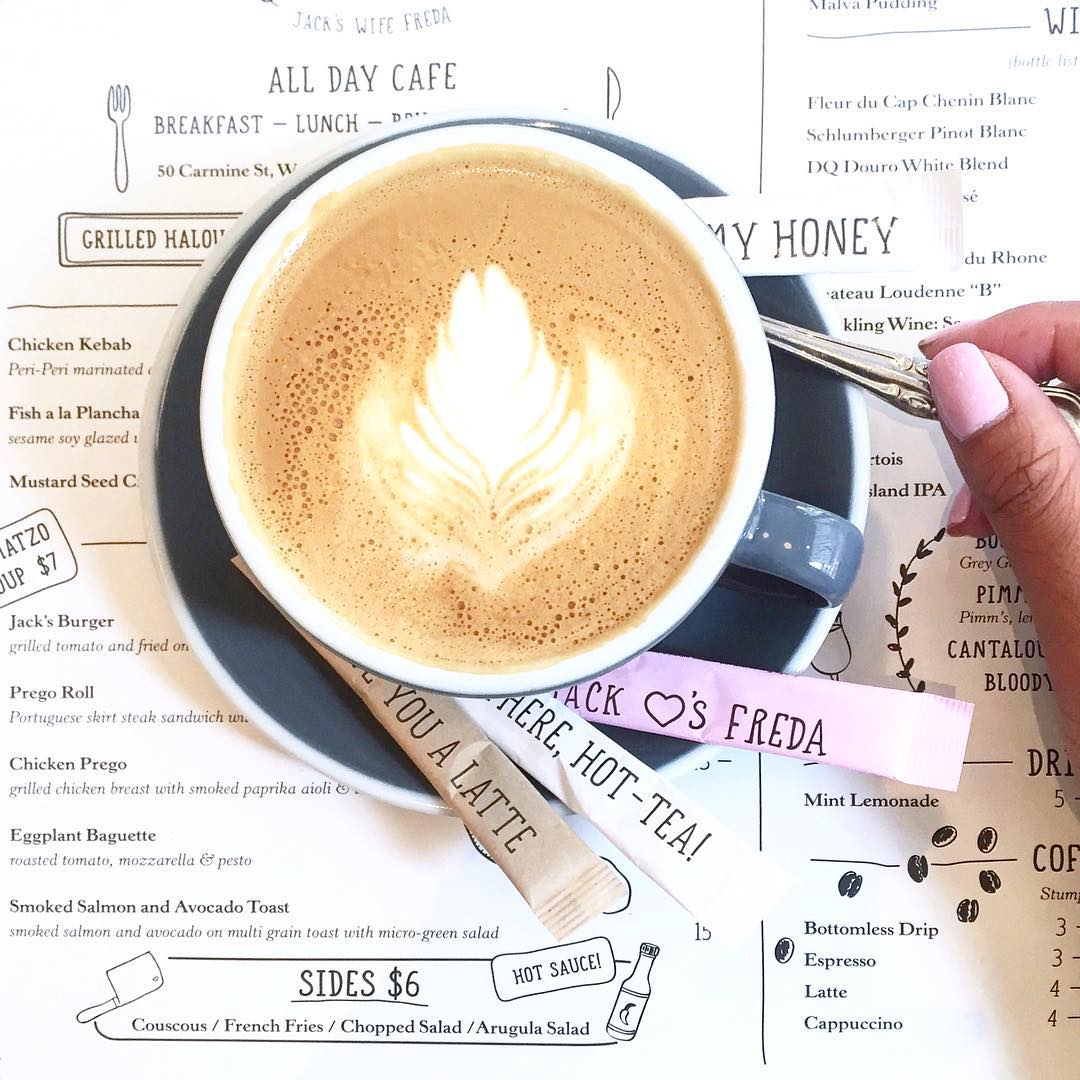 JACK'S WIFE FREDA
ALL DAY CAFE
BREAKFAST — LUNCH —
50 Carmine St,
GRILLED
Chicken Kebab
Peri-Peri marinated
Fish a la Plancha
sesame soy glazed
Mustard Seed
$7
Jack's Burger
grilled tomato and fried on
Prego Roll
Portuguese skirt steak sandwich
Chicken Prego
grilled chicken breast with smoked paprika aioli &
Eggplant Baguette
roasted tomato, mozzarella & pesto
Smoked Salmon and Avocado Toast
smoked salmon and avocado on multi grain toast with micro-green salad
15
SIDES $6
HOT SAUCE!
Couscous / French Fries / Chopped Salad / Arugula Salad
MY HONEY
YOU A LATTE
HOT-TEA!
JACK ♡'S FREDA
Malva Pudding
(bottle list
Fleur du Cap Chenin Blanc
Schlumberger Pinot Blanc
DQ Douro White Blend
du Rhone
Loudenne "B"
Wine:
IPA
Grey
Pimm's,
BLOODY
Mint Lemonade
5
Bottomless Drip
3 –
Espresso
3 –
Latte
4 –
Cappuccino
4 –